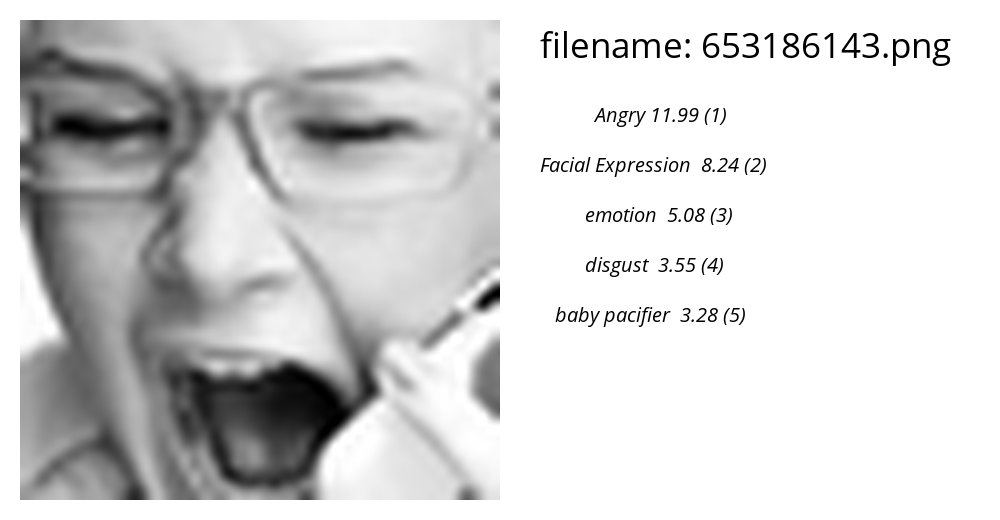 filename: 653186143.png
Angry 11.99 (1)
Facial Expression 8.24 (2)
emotion 5.08 (3)
disgust 3.55 (4)
baby pacifier 3.28 (5)